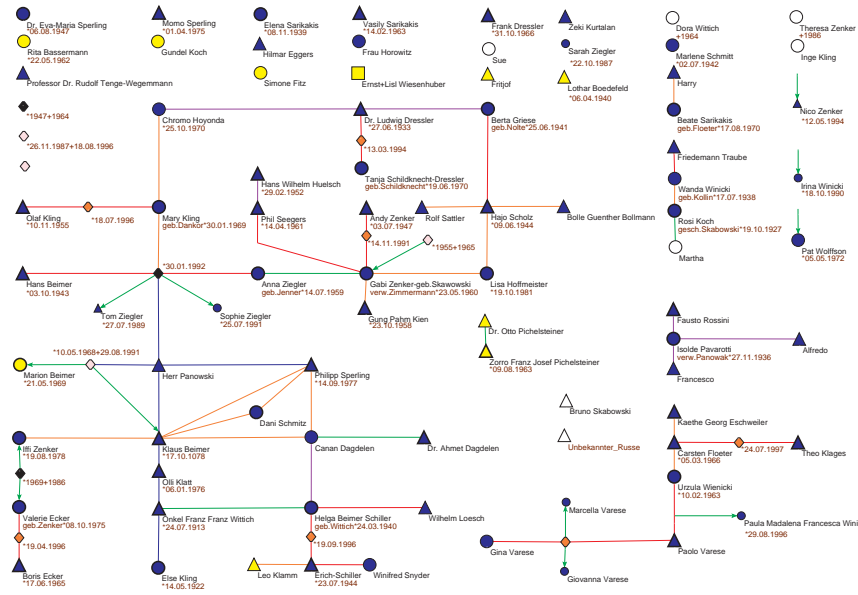 Dr. Eva-Maria Sperling
*06.08.1947
Momo Sperling
*01.04.1975
Elena Sarikakis
*08.11.1939
Vasily Sarikakis
*14.02.1963
Frank Dressler
*31.10.1966
Zeki Kurtalan
Dora Wittich
+1964
Theresa Zenker
+1986
Rita Bassermann
*22.05.1962
Gundel Koch
Hilmar Eggers
Frau Horowitz
Sue
Sarah Ziegler
*22.10.1987
Marlene Schmitt
*02.07.1942
Inge Kling
Professor Dr. Rudolf Tenge-Wegemmann
Simone Fitz
Ernst+Lisl Wiesenhuber
Fritjof
Lothar Boedefeld
*06.04.1940
Harry
Nico Zenker
*12.05.1994
*1947+1964
Chromo Hoyonda
*25.10.1970
Dr. Ludwig Dressler
*27.06.1933
Berta Griese
geb.Nolte*25.06.1941
Beate Sarikakis
geb.Floeter*17.08.1970
*26.11.1987+18.08.1996
*13.03.1994
Friedemann Traube
Tanja Schildknecht-Dressler
geb.Schildknecht*19.06.1970
Hans Wilhelm Huelsch
*29.02.1952
Wanda Winicki
geb.Kollin*17.07.1938
Irina Winicki
*18.10.1990
Olaf Kling
*10.11.1955
*18.07.1996
Mary Kling
geb.Dankor*30.01.1969
Phil Seegers
*14.04.1961
Andy Zenker
*03.07.1947
Rolf Sattler
Hajo Scholz
*09.06.1944
Bolle Guenther Bollmann
Rosi Koch
gesch.Skabowski*19.10.1927
*14.11.1991
*1955+1965
Martha
Pat Wolffson
*05.05.1972
Hans Beimer
*03.10.1943
*30.01.1992
Anna Ziegler
geb.Jenner*14.07.1959
Gabi Zenker-geb.Skawowski
verw.Zimmermann*23.05.1960
Lisa Hoffmeister
*19.10.1981
Tom Ziegler
*27.07.1989
Sophie Ziegler
*25.07.1991
Gung Pahm Kien
*23.10.1958
Dr. Otto Pichelsteiner
Fausto Rossini
Isolde Pavarotti
verw.Panowak*27.11.1936
Alfredo
*10.05.1968+29.08.1991
Zorro Franz Josef Pichelsteiner
*09.08.1963
Marion Beimer
*21.05.1969
Herr Panowski
Philipp Sperling
*14.09.1977
Francesco
Dani Schmitz
Bruno Skabowski
Kaethe Georg Eschweiler
Iffi Zenker
*19.08.1978
Klaus Beimer
*17.10.1078
Canan Dagdelen
Dr. Ahmet Dagdelen
Unbekannter_Russe
Carsten Floeter
*05.03.1966
*24.07.1997
Theo Klages
*1969+1986
Olli Klatt
*06.01.1976
Urzula Wienicki
*10.02.1963
Valerie Ecker
geb.Zenker*08.10.1975
Onkel Franz Franz Wittich
*24.07.1913
Helga Beimer Schiller
geb.Wittich*24.03.1940
Wilhelm Loesch
Marcella Varese
Paula Madalena Francesca Wini
*29.08.1996
*19.04.1996
*19.09.1996
Gina Varese
Paolo Varese
Boris Ecker
*17.06.1965
Else Kling
*14.05.1922
Leo Klamm
Erich-Schiller
*23.07.1944
Winifred Snyder
Giovanna Varese